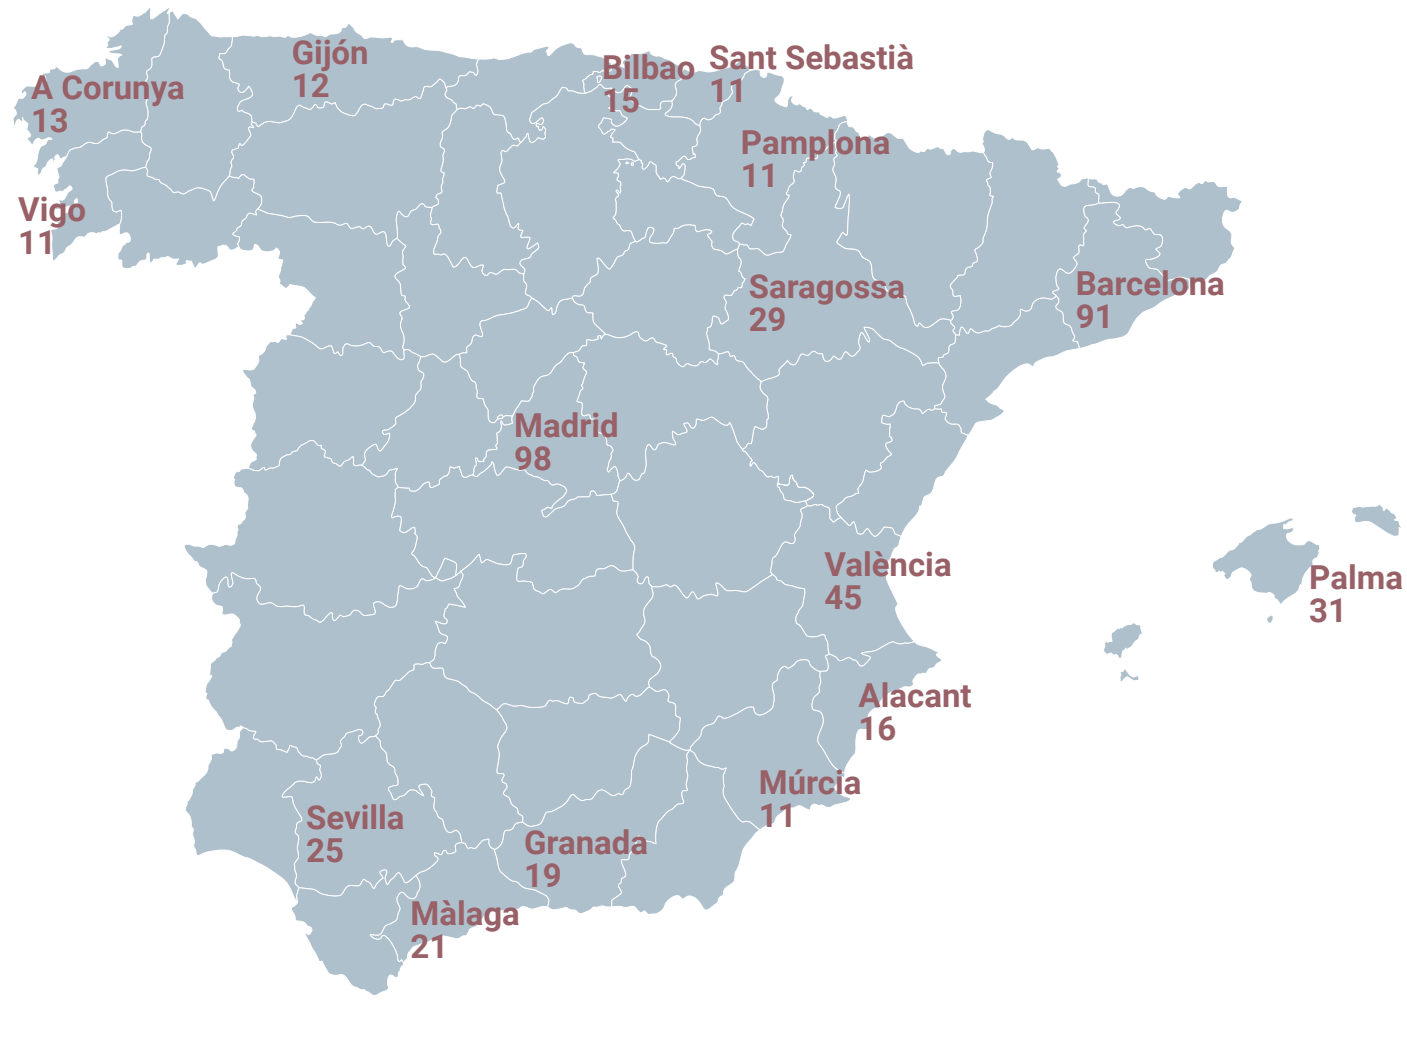 Gijón
12
Bilbao
15
Sant Sebastià
11
A Corunya
13
Pamplona
11
Vigo
11
Saragossa
29
Barcelona
91
Madrid
98
València
45
Palma
31
Alacant
16
Múrcia
11
Sevilla
25
Granada
19
Màlaga
21